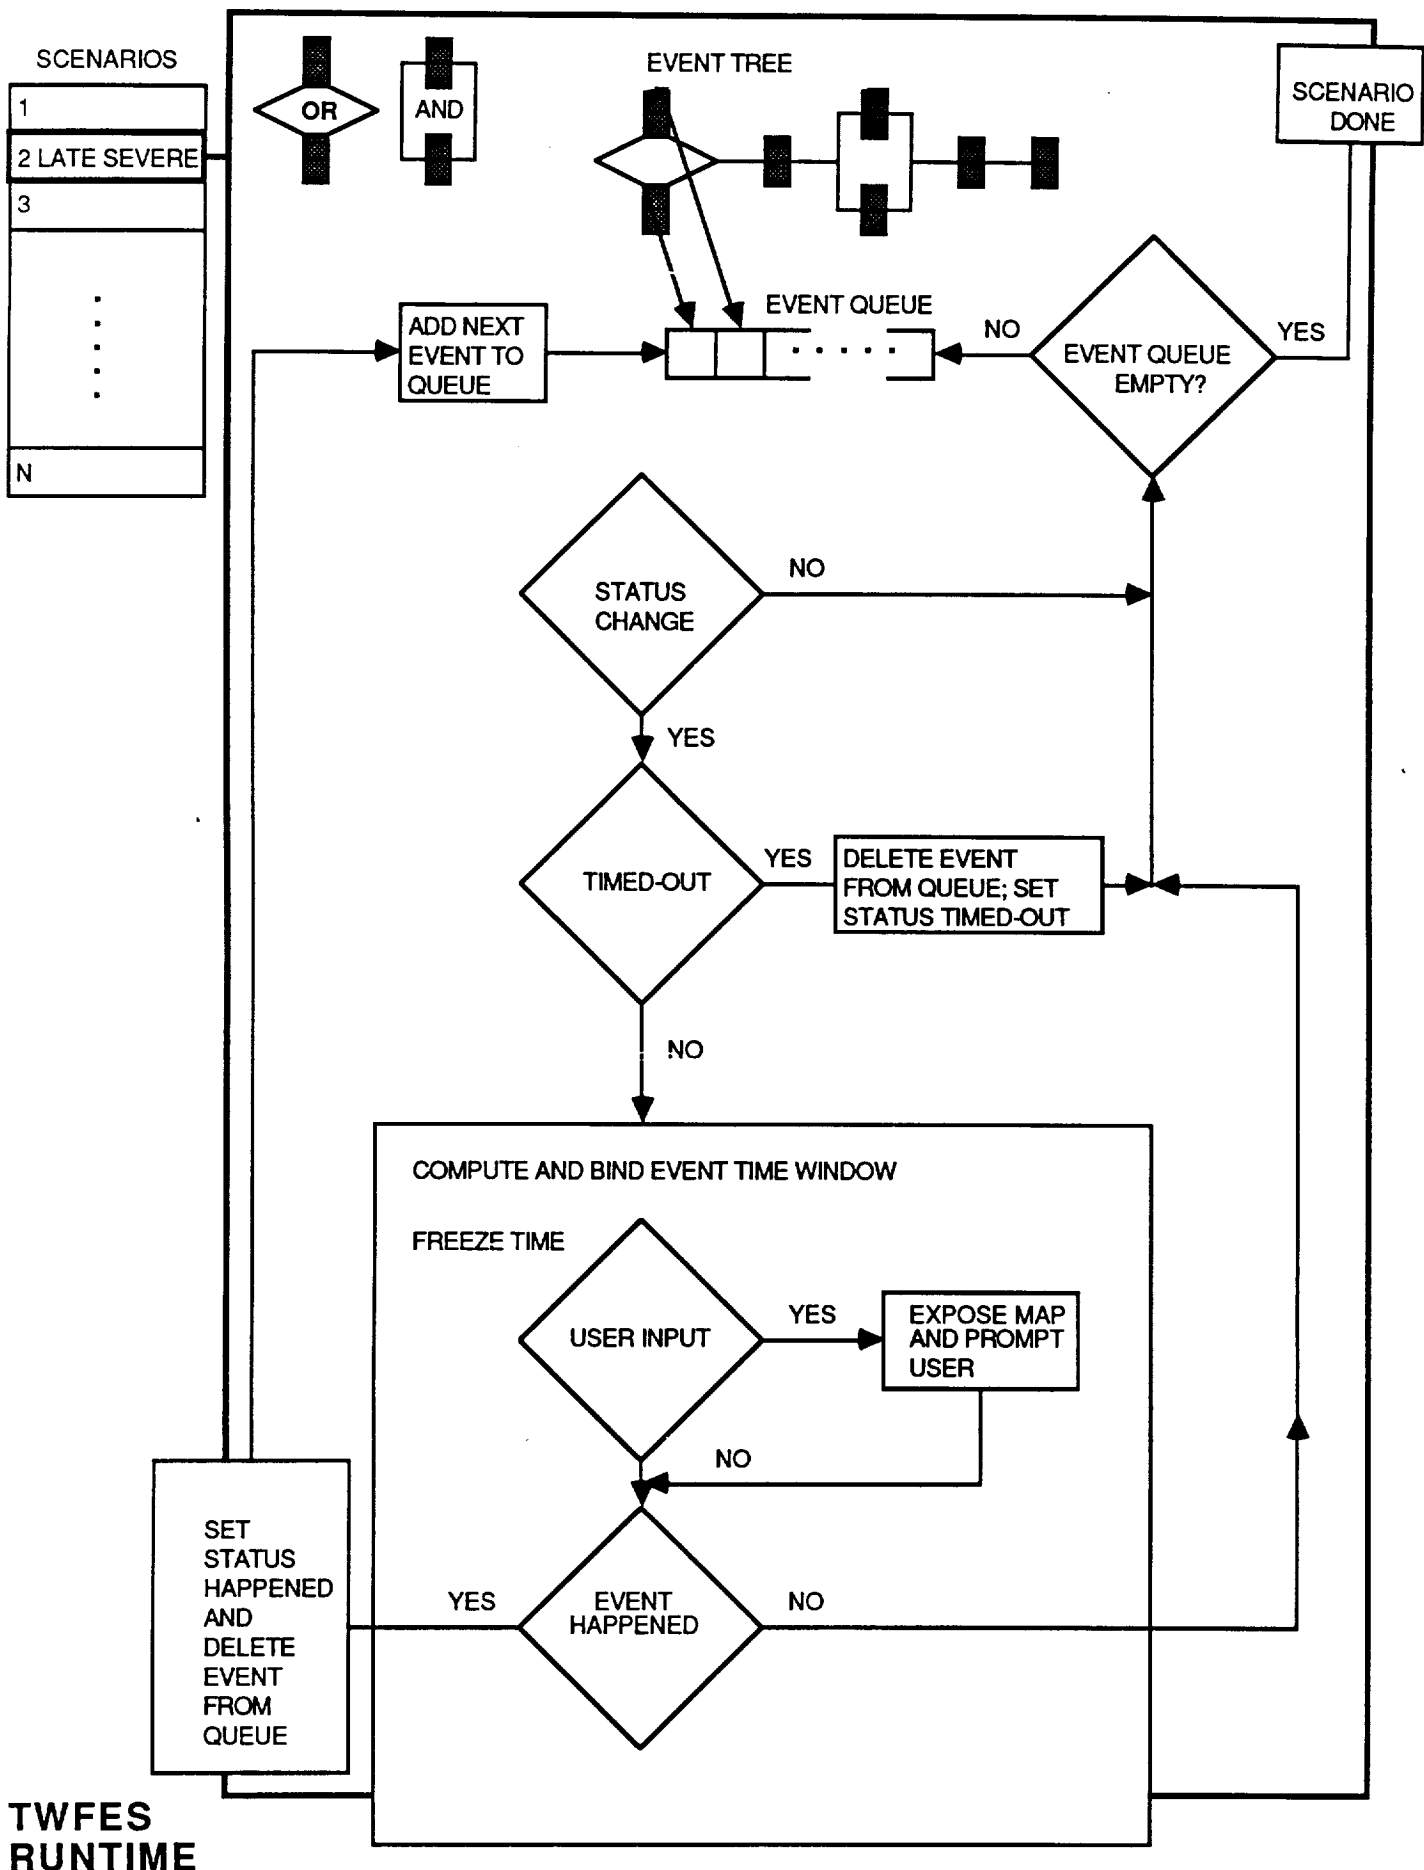 SCENARIOS
1
2 LATE SEVERE
3
N
OR
AND
EVENT TREE
SCENARIO
DONE
ADD NEXT
EVENT TO
QUEUE
EVENT QUEUE
NO
EVENT QUEUE
EMPTY?
YES
STATUS
CHANGE
NO
YES
TIMED-OUT
YES
DELETE EVENT
FROM QUEUE; SET
STATUS TIMED-OUT
NO
COMPUTE AND BIND EVENT TIME WINDOW
FREEZE TIME
USER INPUT
YES
EXPOSE MAP
AND PROMPT
USER
NO
EVENT
HAPPENED
YES
NO
SET
STATUS
HAPPENED
AND
DELETE
EVENT
FROM
QUEUE
TWFES
RUNTIME